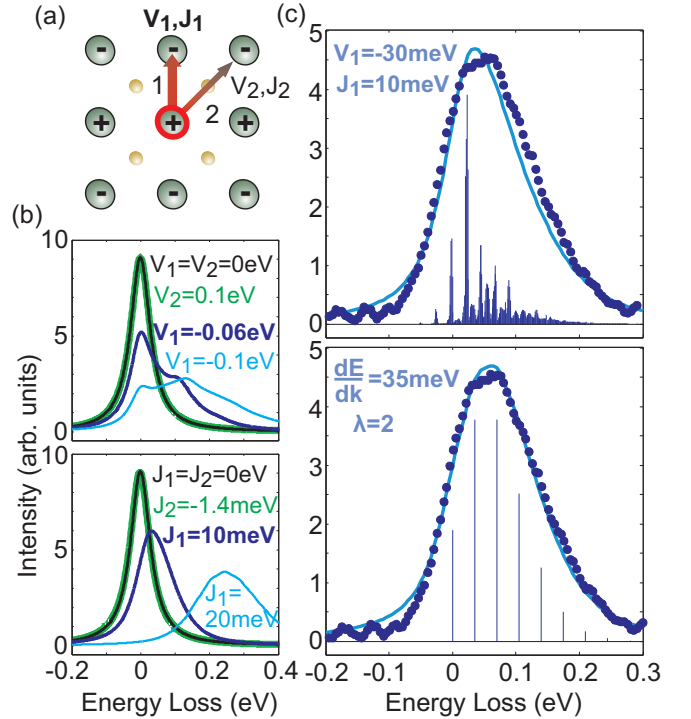 (a)
V₁,J₁
- - -
1
V₂,J₂
2
+ + +
- - -
(b)
10
V₁=V₂=0eV
V₂=0.1eV
V₁=-0.06eV
V₁=-0.1eV
5
0
10
J₁=J₂=0eV
J₂=-1.4meV
J₁=10meV
J₁=
20meV
5
0
-0.2 0 0.2 0.4
Energy Loss (eV)
Intensity (arb. units)
(c)
5
4
3
2
1
0
V₁=-30meV
J₁=10meV
5
4
3
2
1
0
dE
dk
=35meV
λ=2
-0.2 -0.1 0 0.1 0.2 0.3
Energy Loss (eV)